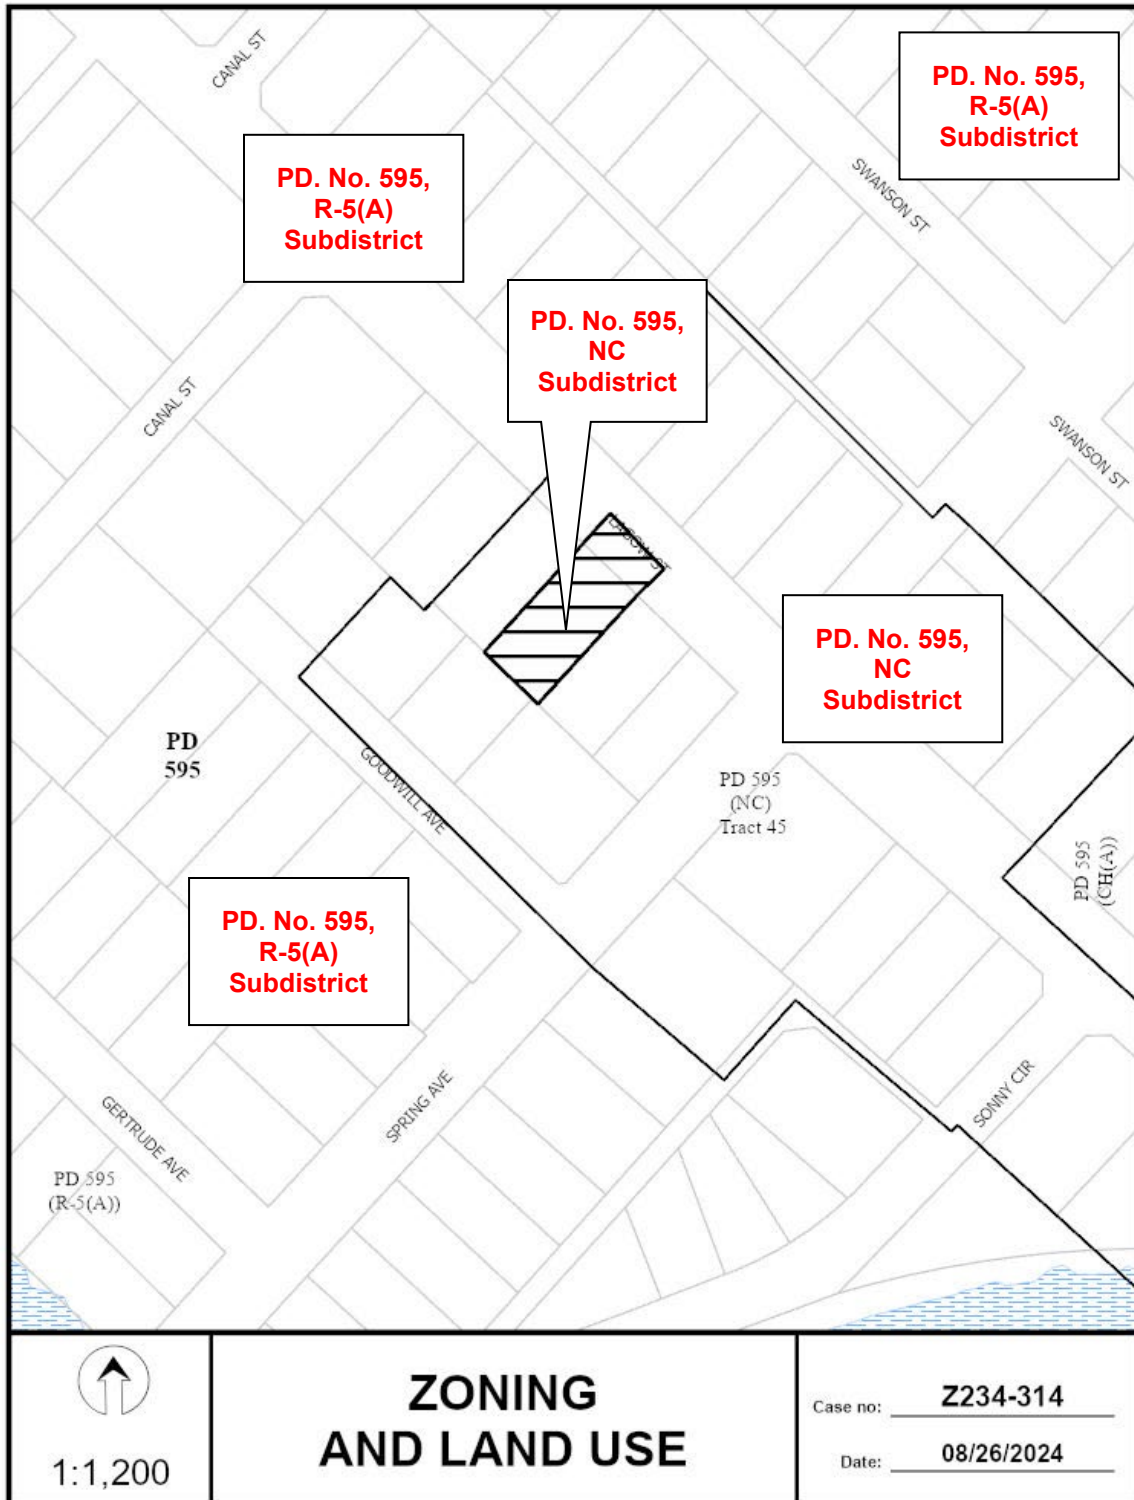 CANAL ST
PD. No. 595,
R-5(A)
Subdistrict
PD. No. 595,
R-5(A)
Subdistrict
SWANSON ST
PD. No. 595,
NC
Subdistrict
CANAL ST
SWANSON ST
LAGOW ST
PD. No. 595,
NC
Subdistrict
PD
595
GOODWILL AVE
PD 595
(NC)
Tract 45
PD 595
(CH(A))
PD. No. 595,
R-5(A)
Subdistrict
GERTRUDE AVE
SPRING AVE
SONNY CIR
PD 595
(R-5(A))
1:1,200
ZONING
AND LAND USE
Case no: Z234-314
Date: 08/26/2024